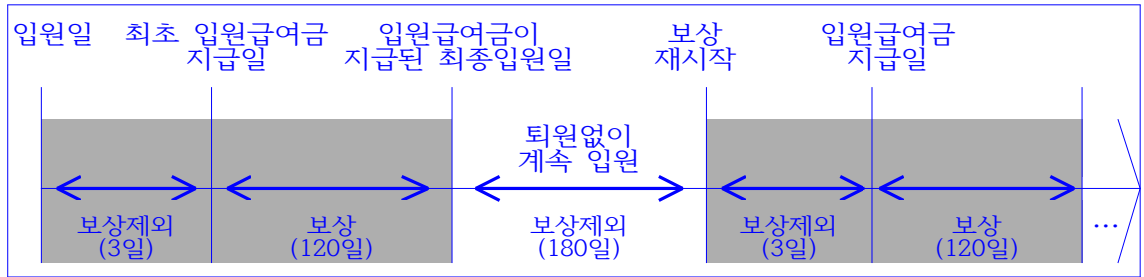 입원일
최초 입원급여금
지급일
입원급여금이
지급된 최종입원일
보상
재시작
입원급여금
지급일
퇴원없이
계속 입원
보상제외
(3일)
보상
(120일)
보상제외
(180일)
보상제외
(3일)
보상
(120일)
…